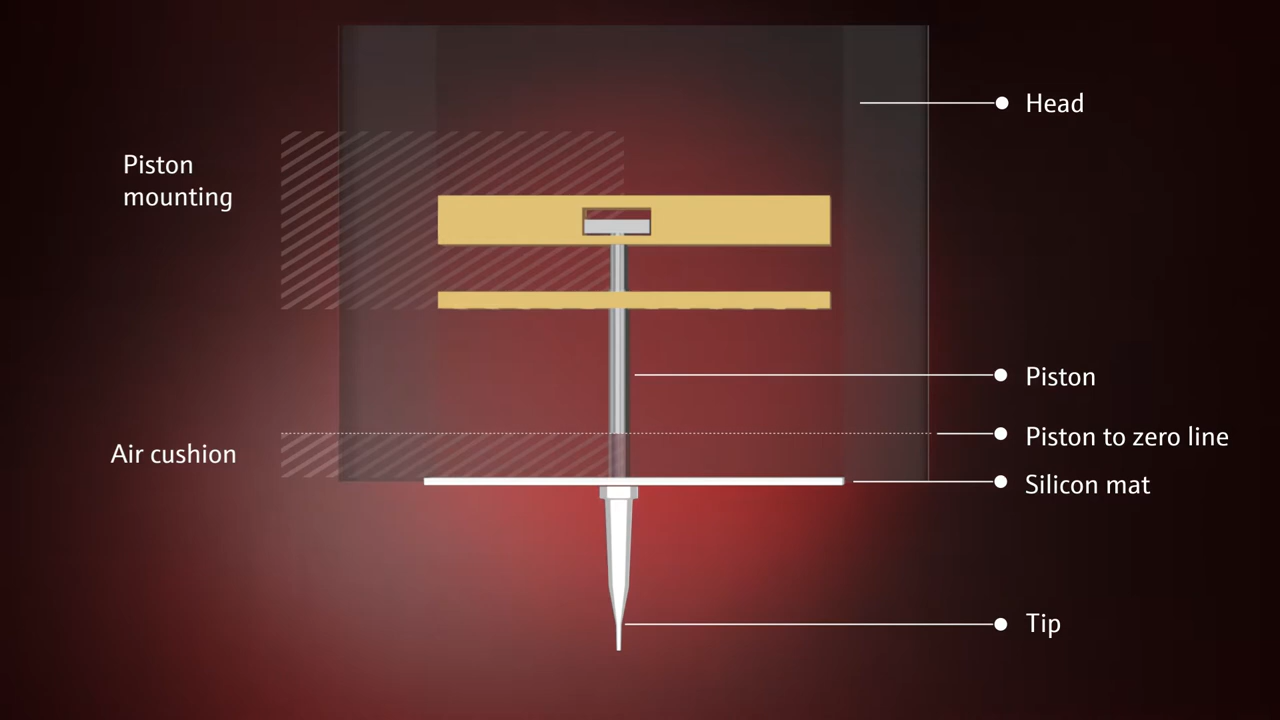 Head
Piston
mounting
Piston
Piston to zero line
Air cushion
Silicon mat
Tip